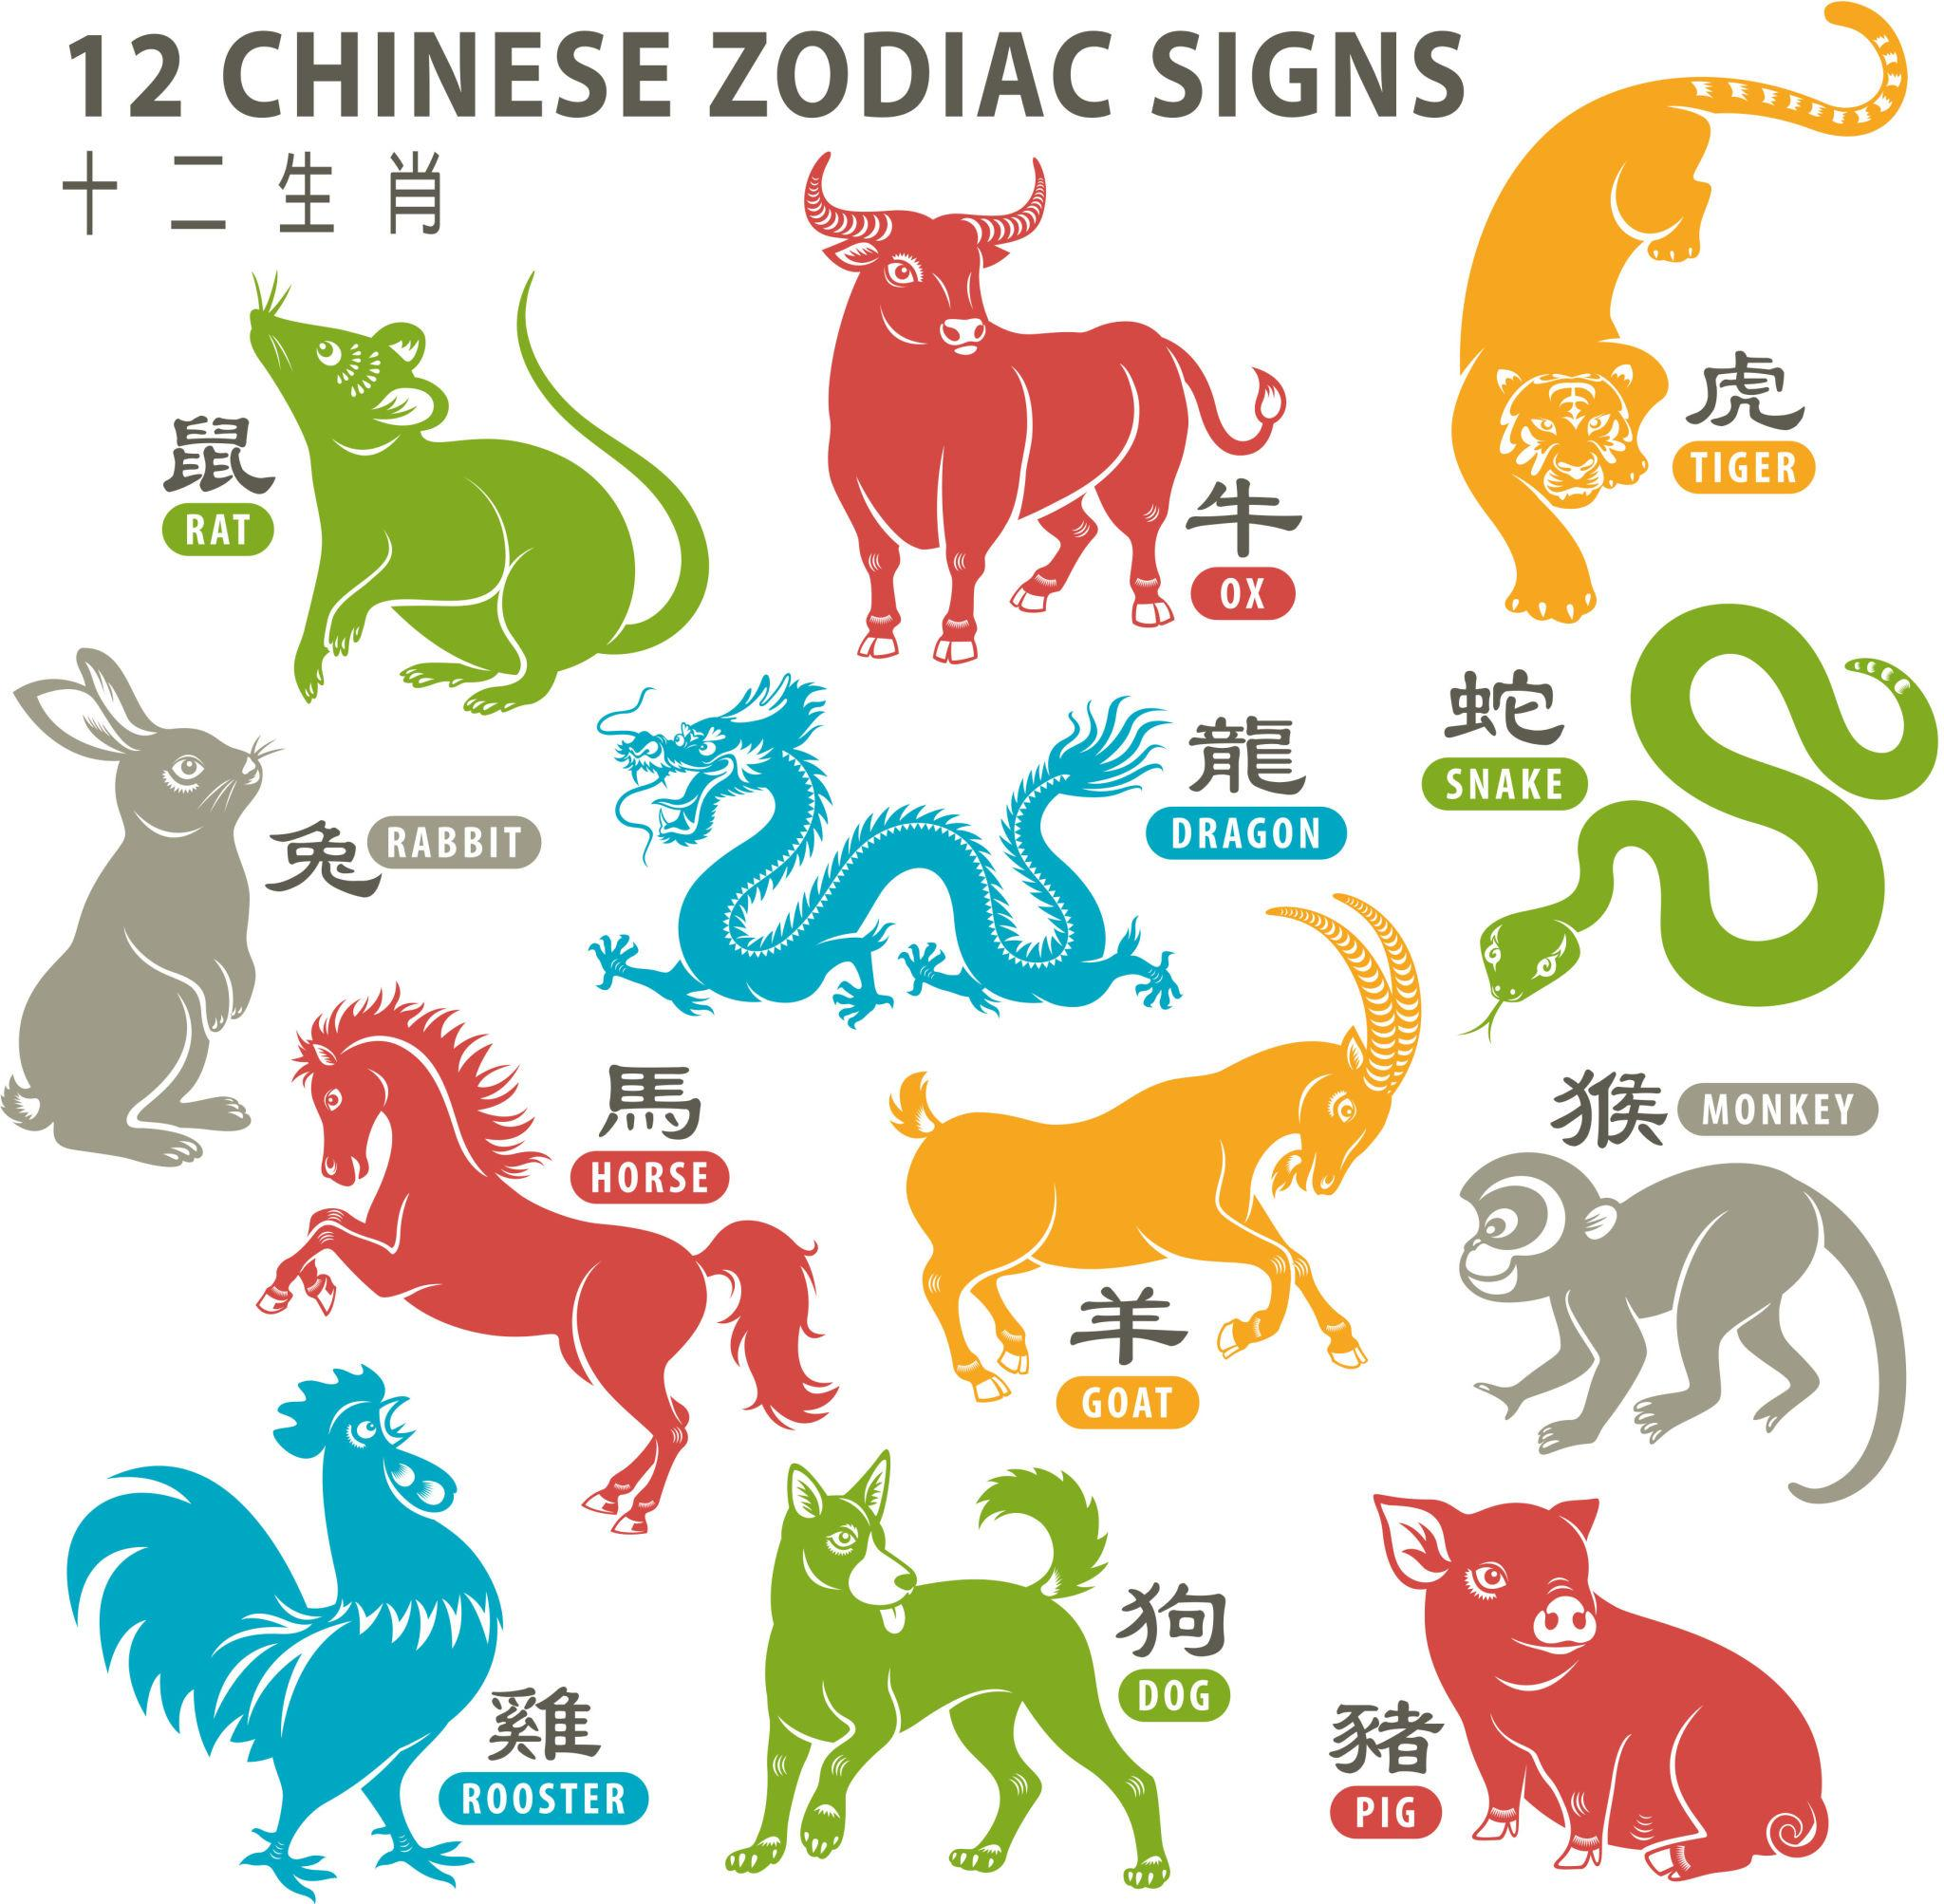 12 CHINESE ZODIAC SIGNS
十二生肖
鼠
RAT
牛
OX
虎
TIGER
兔
RABBIT
龍
DRAGON
蛇
SNAKE
馬
HORSE
羊
GOAT
猴
MONKEY
雞
ROOSTER
狗
DOG
豬
PIG